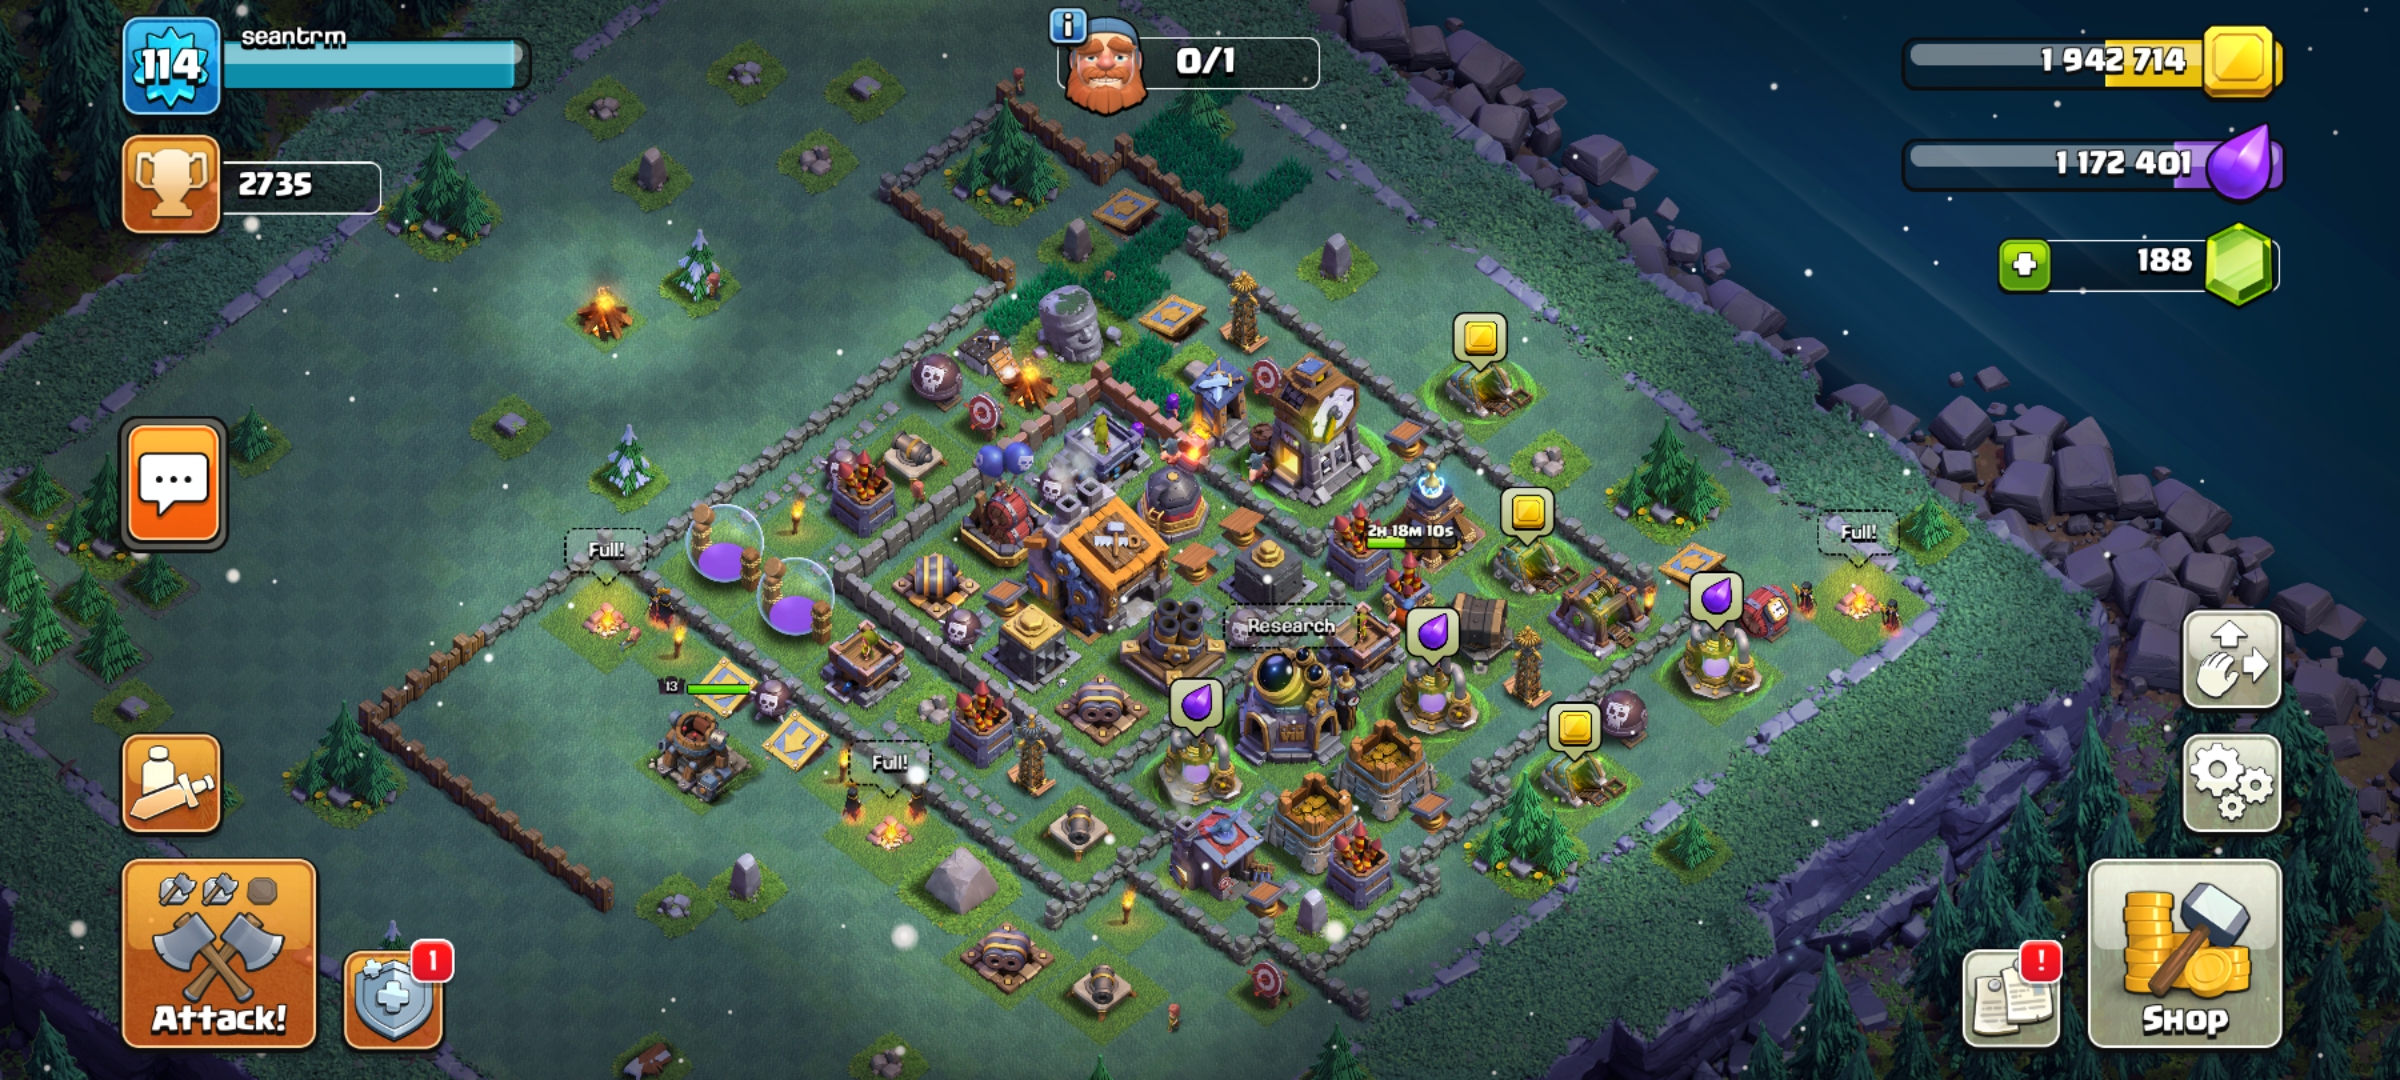 114
seantrm
i
0/1
1 942 714
2735
1 172 401
188
2H 18M 10S
Full!
Full!
Research
13
Full!
VIII
Attack!
1
!
Shop